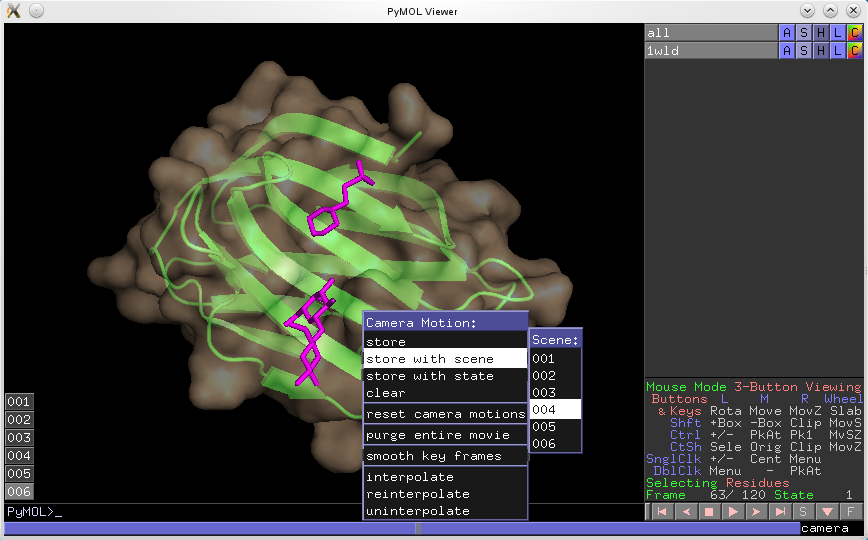 PyMOL Viewer
all A S H L C
1wld A S H L C
Camera Motion:
store
store with scene
store with state
clear
reset camera motions
purge entire movie
smooth key frames
interpolate
reinterpolate
uninterpolate
Scene:
001
002
003
004
005
006
001
002
003
004
005
006
Mouse Mode 3-Button Viewing
Buttons L M R Wheel
& Keys Rota Move MovZ Slab
Shft +Box -Box Clip MovS
Ctrl +/- PkAt Pk1 MvSZ
CtSh Sele Orig Clip MovZ
SnglClk +/- Cent Menu
DblClk Menu - PkAt
Selecting Residues
Frame 63/ 120 State 1
PyMOL>_
S F
camera